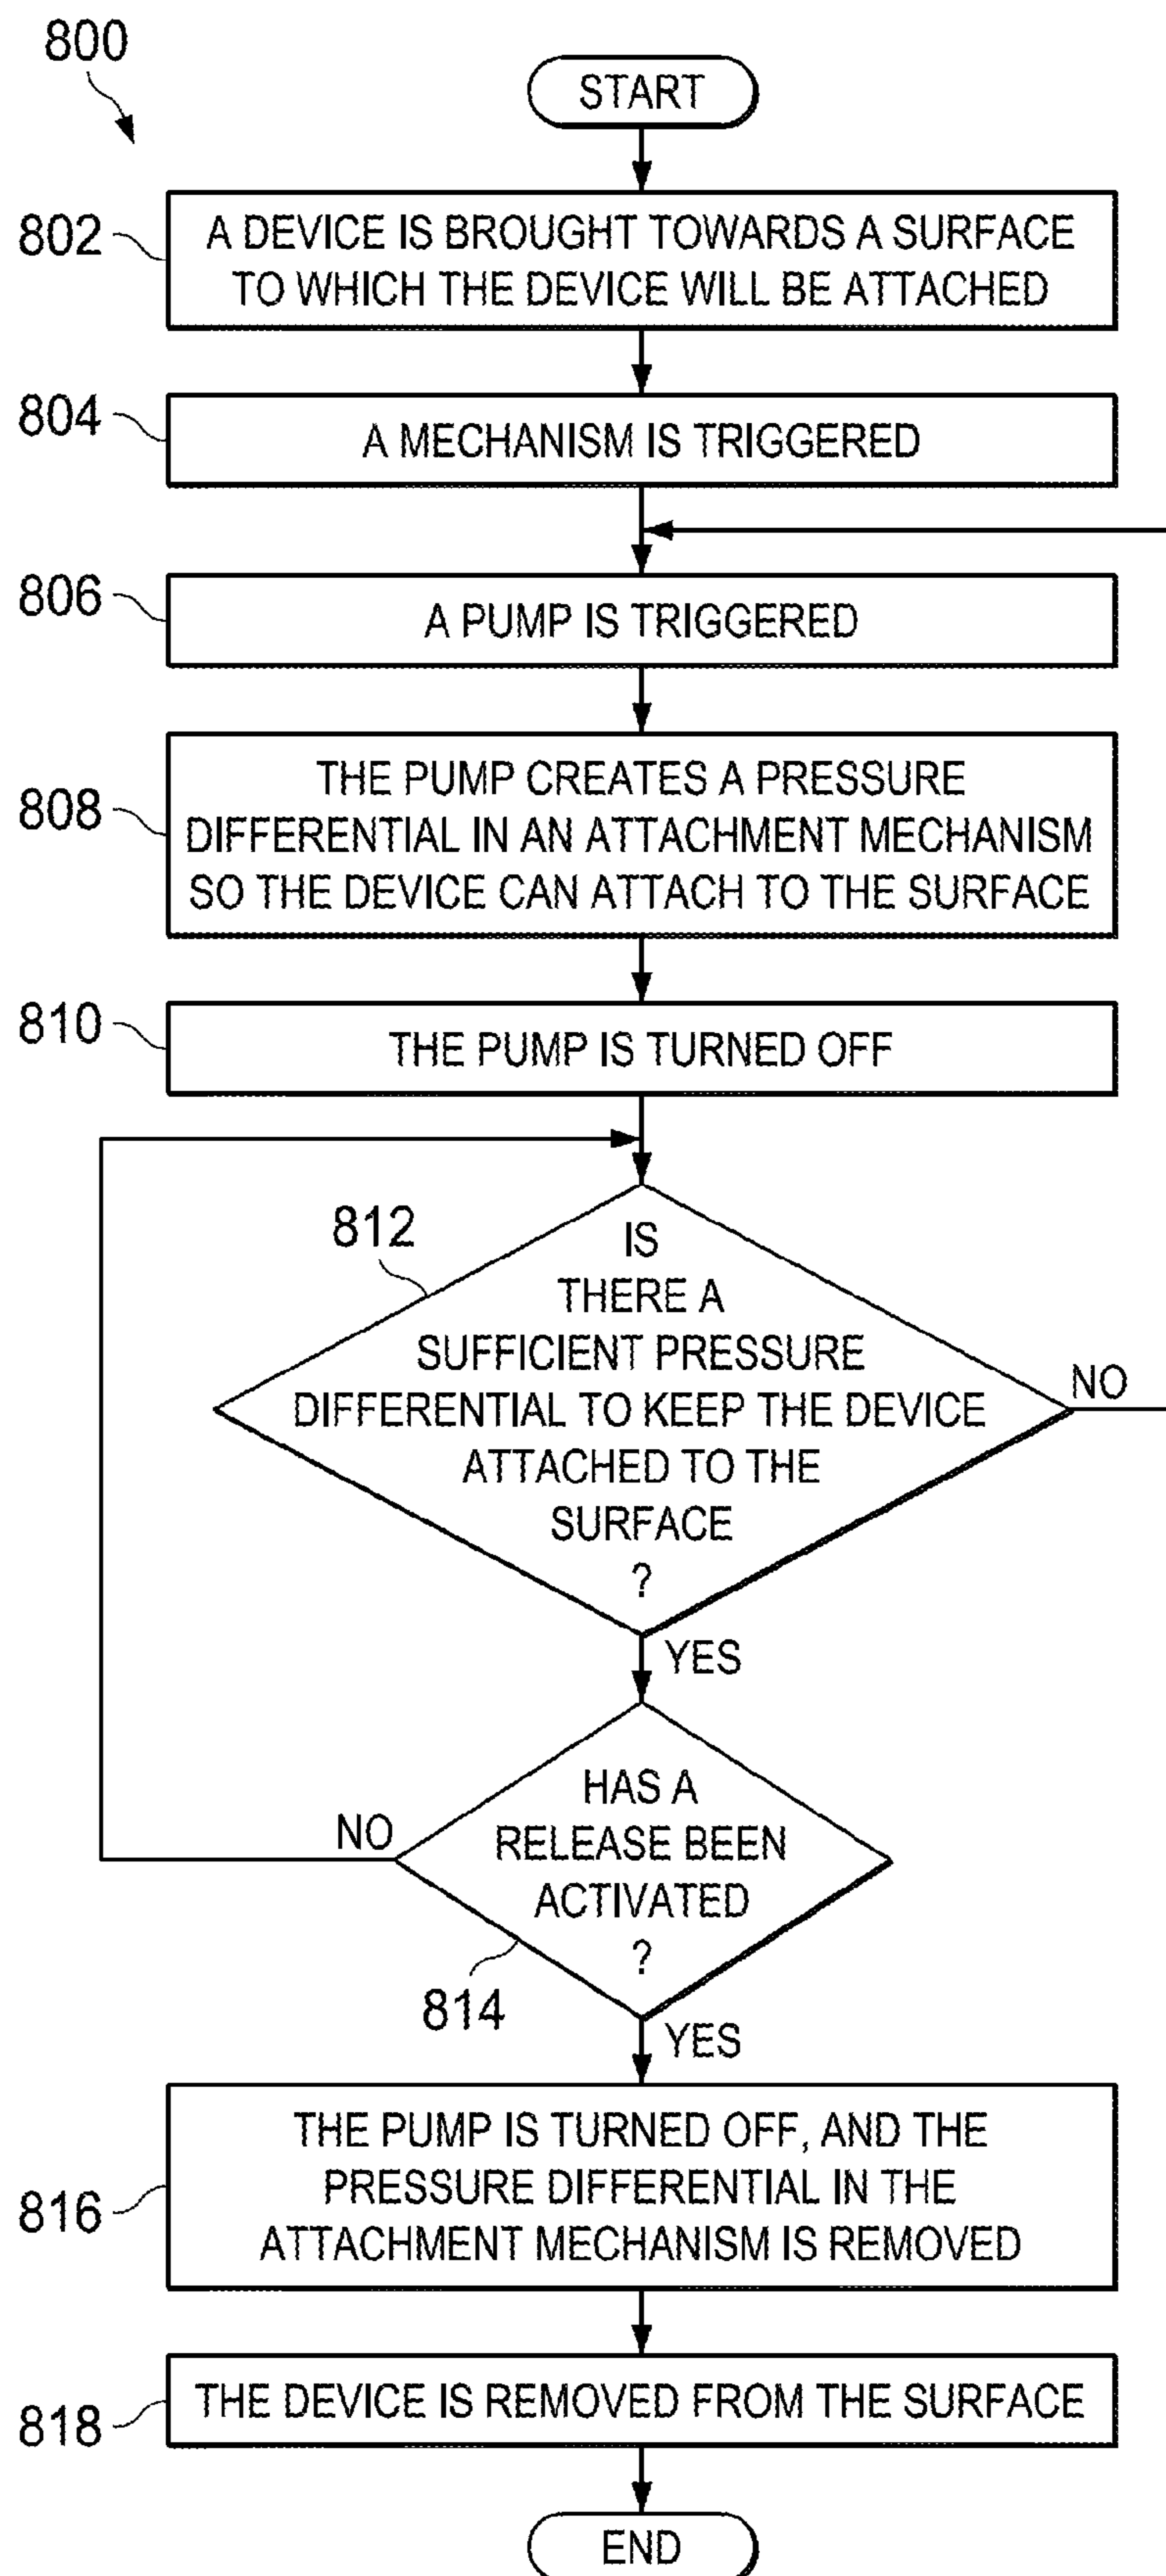 800
START
802
A DEVICE IS BROUGHT TOWARDS A SURFACE
TO WHICH THE DEVICE WILL BE ATTACHED
804
A MECHANISM IS TRIGGERED
806
A PUMP IS TRIGGERED
808
THE PUMP CREATES A PRESSURE
DIFFERENTIAL IN AN ATTACHMENT MECHANISM
SO THE DEVICE CAN ATTACH TO THE SURFACE
810
THE PUMP IS TURNED OFF
812
IS
THERE A
SUFFICIENT PRESSURE
DIFFERENTIAL TO KEEP THE DEVICE
ATTACHED TO THE
SURFACE
?
NO
YES
HAS A
RELEASE BEEN
ACTIVATED
?
NO
814
YES
816
THE PUMP IS TURNED OFF, AND THE
PRESSURE DIFFERENTIAL IN THE
ATTACHMENT MECHANISM IS REMOVED
818
THE DEVICE IS REMOVED FROM THE SURFACE
END